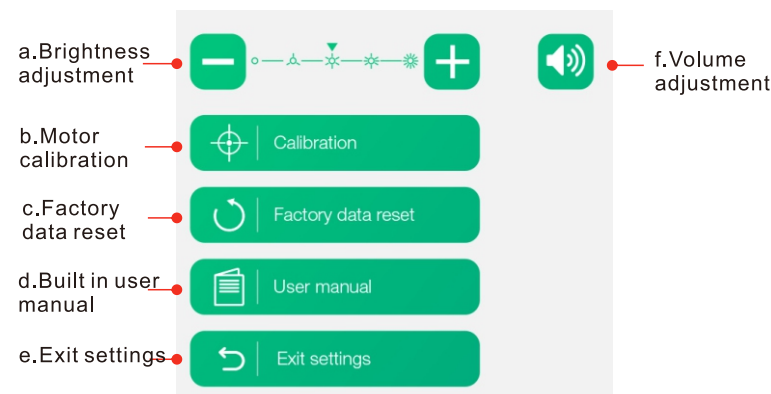 a.Brightness
adjustment
f.Volume
adjustment
b.Motor
calibration
Calibration
c.Factory
data reset
Factory data reset
d.Built in user
manual
User manual
e.Exit settings
Exit settings